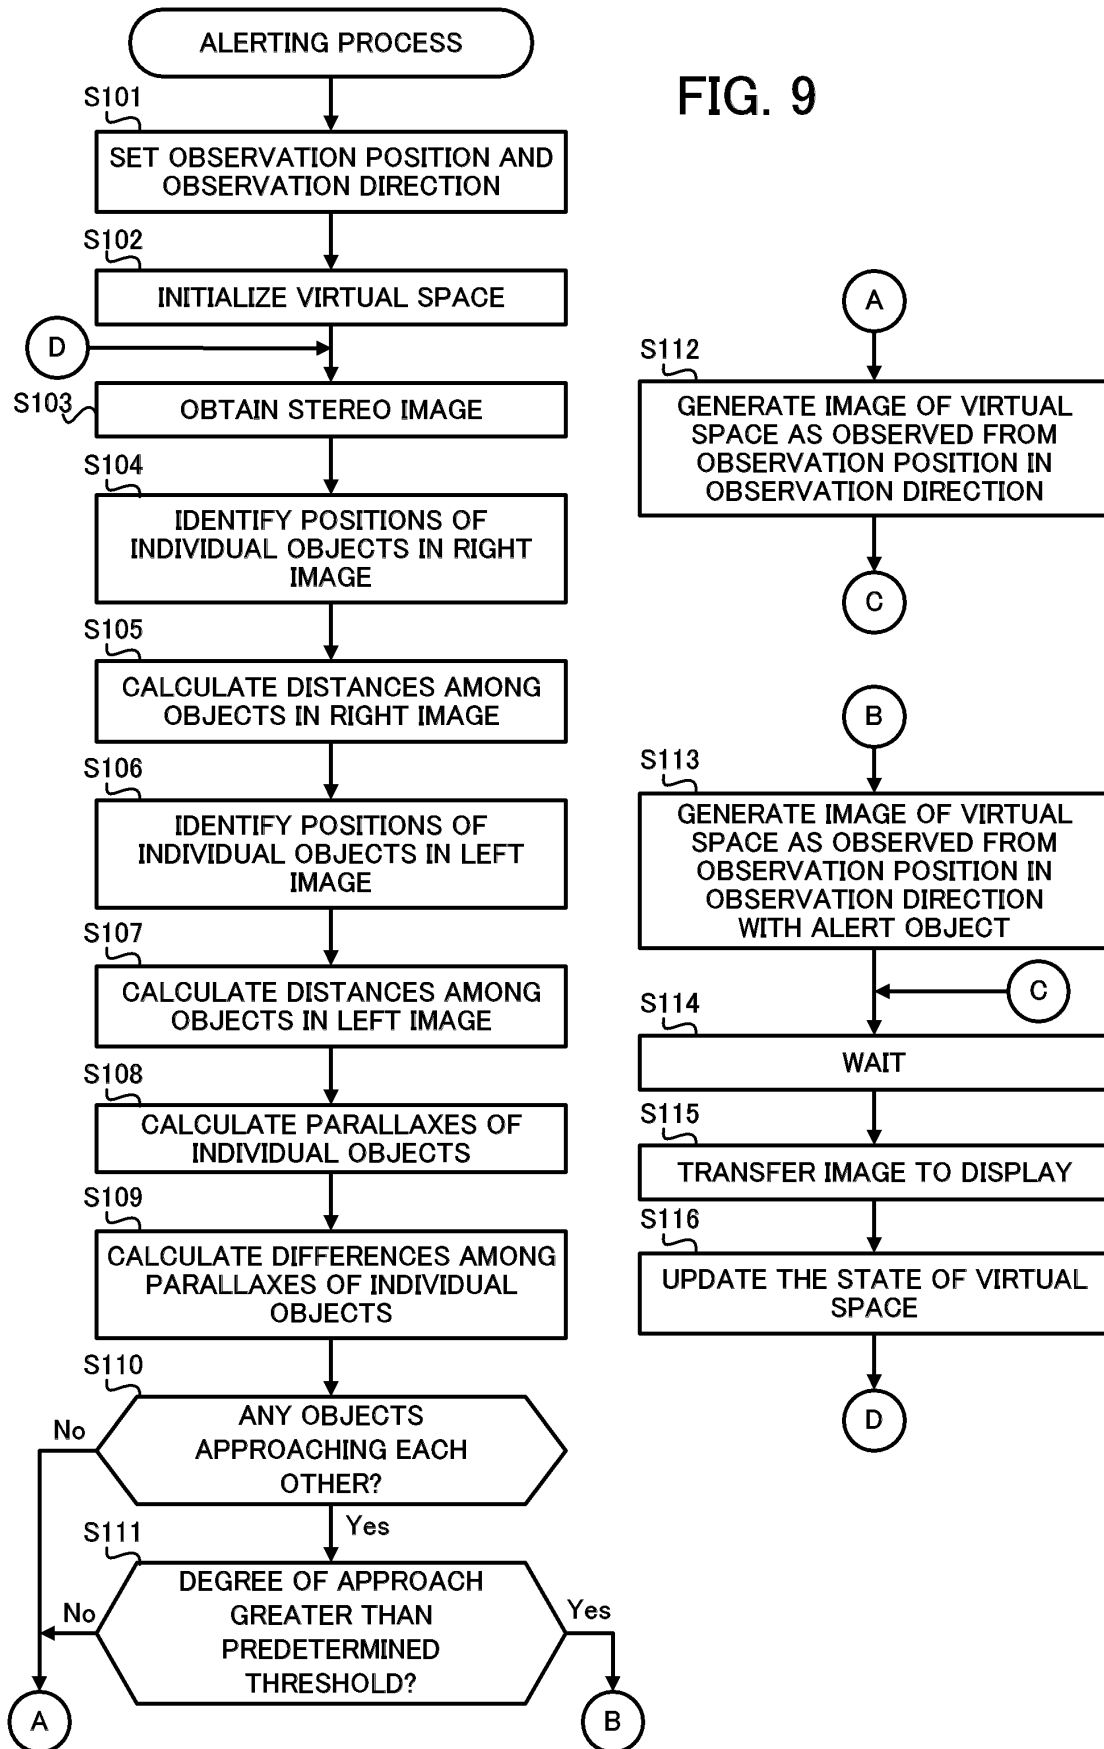 ALERTING PROCESS
FIG. 9
S101
SET OBSERVATION POSITION AND
OBSERVATION DIRECTION
S102
INITIALIZE VIRTUAL SPACE
D
S103
OBTAIN STEREO IMAGE
S104
IDENTIFY POSITIONS OF
INDIVIDUAL OBJECTS IN RIGHT
IMAGE
S105
CALCULATE DISTANCES AMONG
OBJECTS IN RIGHT IMAGE
S106
IDENTIFY POSITIONS OF
INDIVIDUAL OBJECTS IN LEFT
IMAGE
S107
CALCULATE DISTANCES AMONG
OBJECTS IN LEFT IMAGE
S108
CALCULATE PARALLAXES OF
INDIVIDUAL OBJECTS
S109
CALCULATE DIFFERENCES AMONG
PARALLAXES OF INDIVIDUAL
OBJECTS
S110
No
ANY OBJECTS
APPROACHING EACH
OTHER?
Yes
S111
No
DEGREE OF APPROACH
GREATER THAN
PREDETERMINED
THRESHOLD?
Yes
A
B
A
S112
GENERATE IMAGE OF VIRTUAL
SPACE AS OBSERVED FROM
OBSERVATION POSITION IN
OBSERVATION DIRECTION
C
B
S113
GENERATE IMAGE OF VIRTUAL
SPACE AS OBSERVED FROM
OBSERVATION POSITION IN
OBSERVATION DIRECTION
WITH ALERT OBJECT
C
S114
WAIT
S115
TRANSFER IMAGE TO DISPLAY
S116
UPDATE THE STATE OF VIRTUAL
SPACE
D